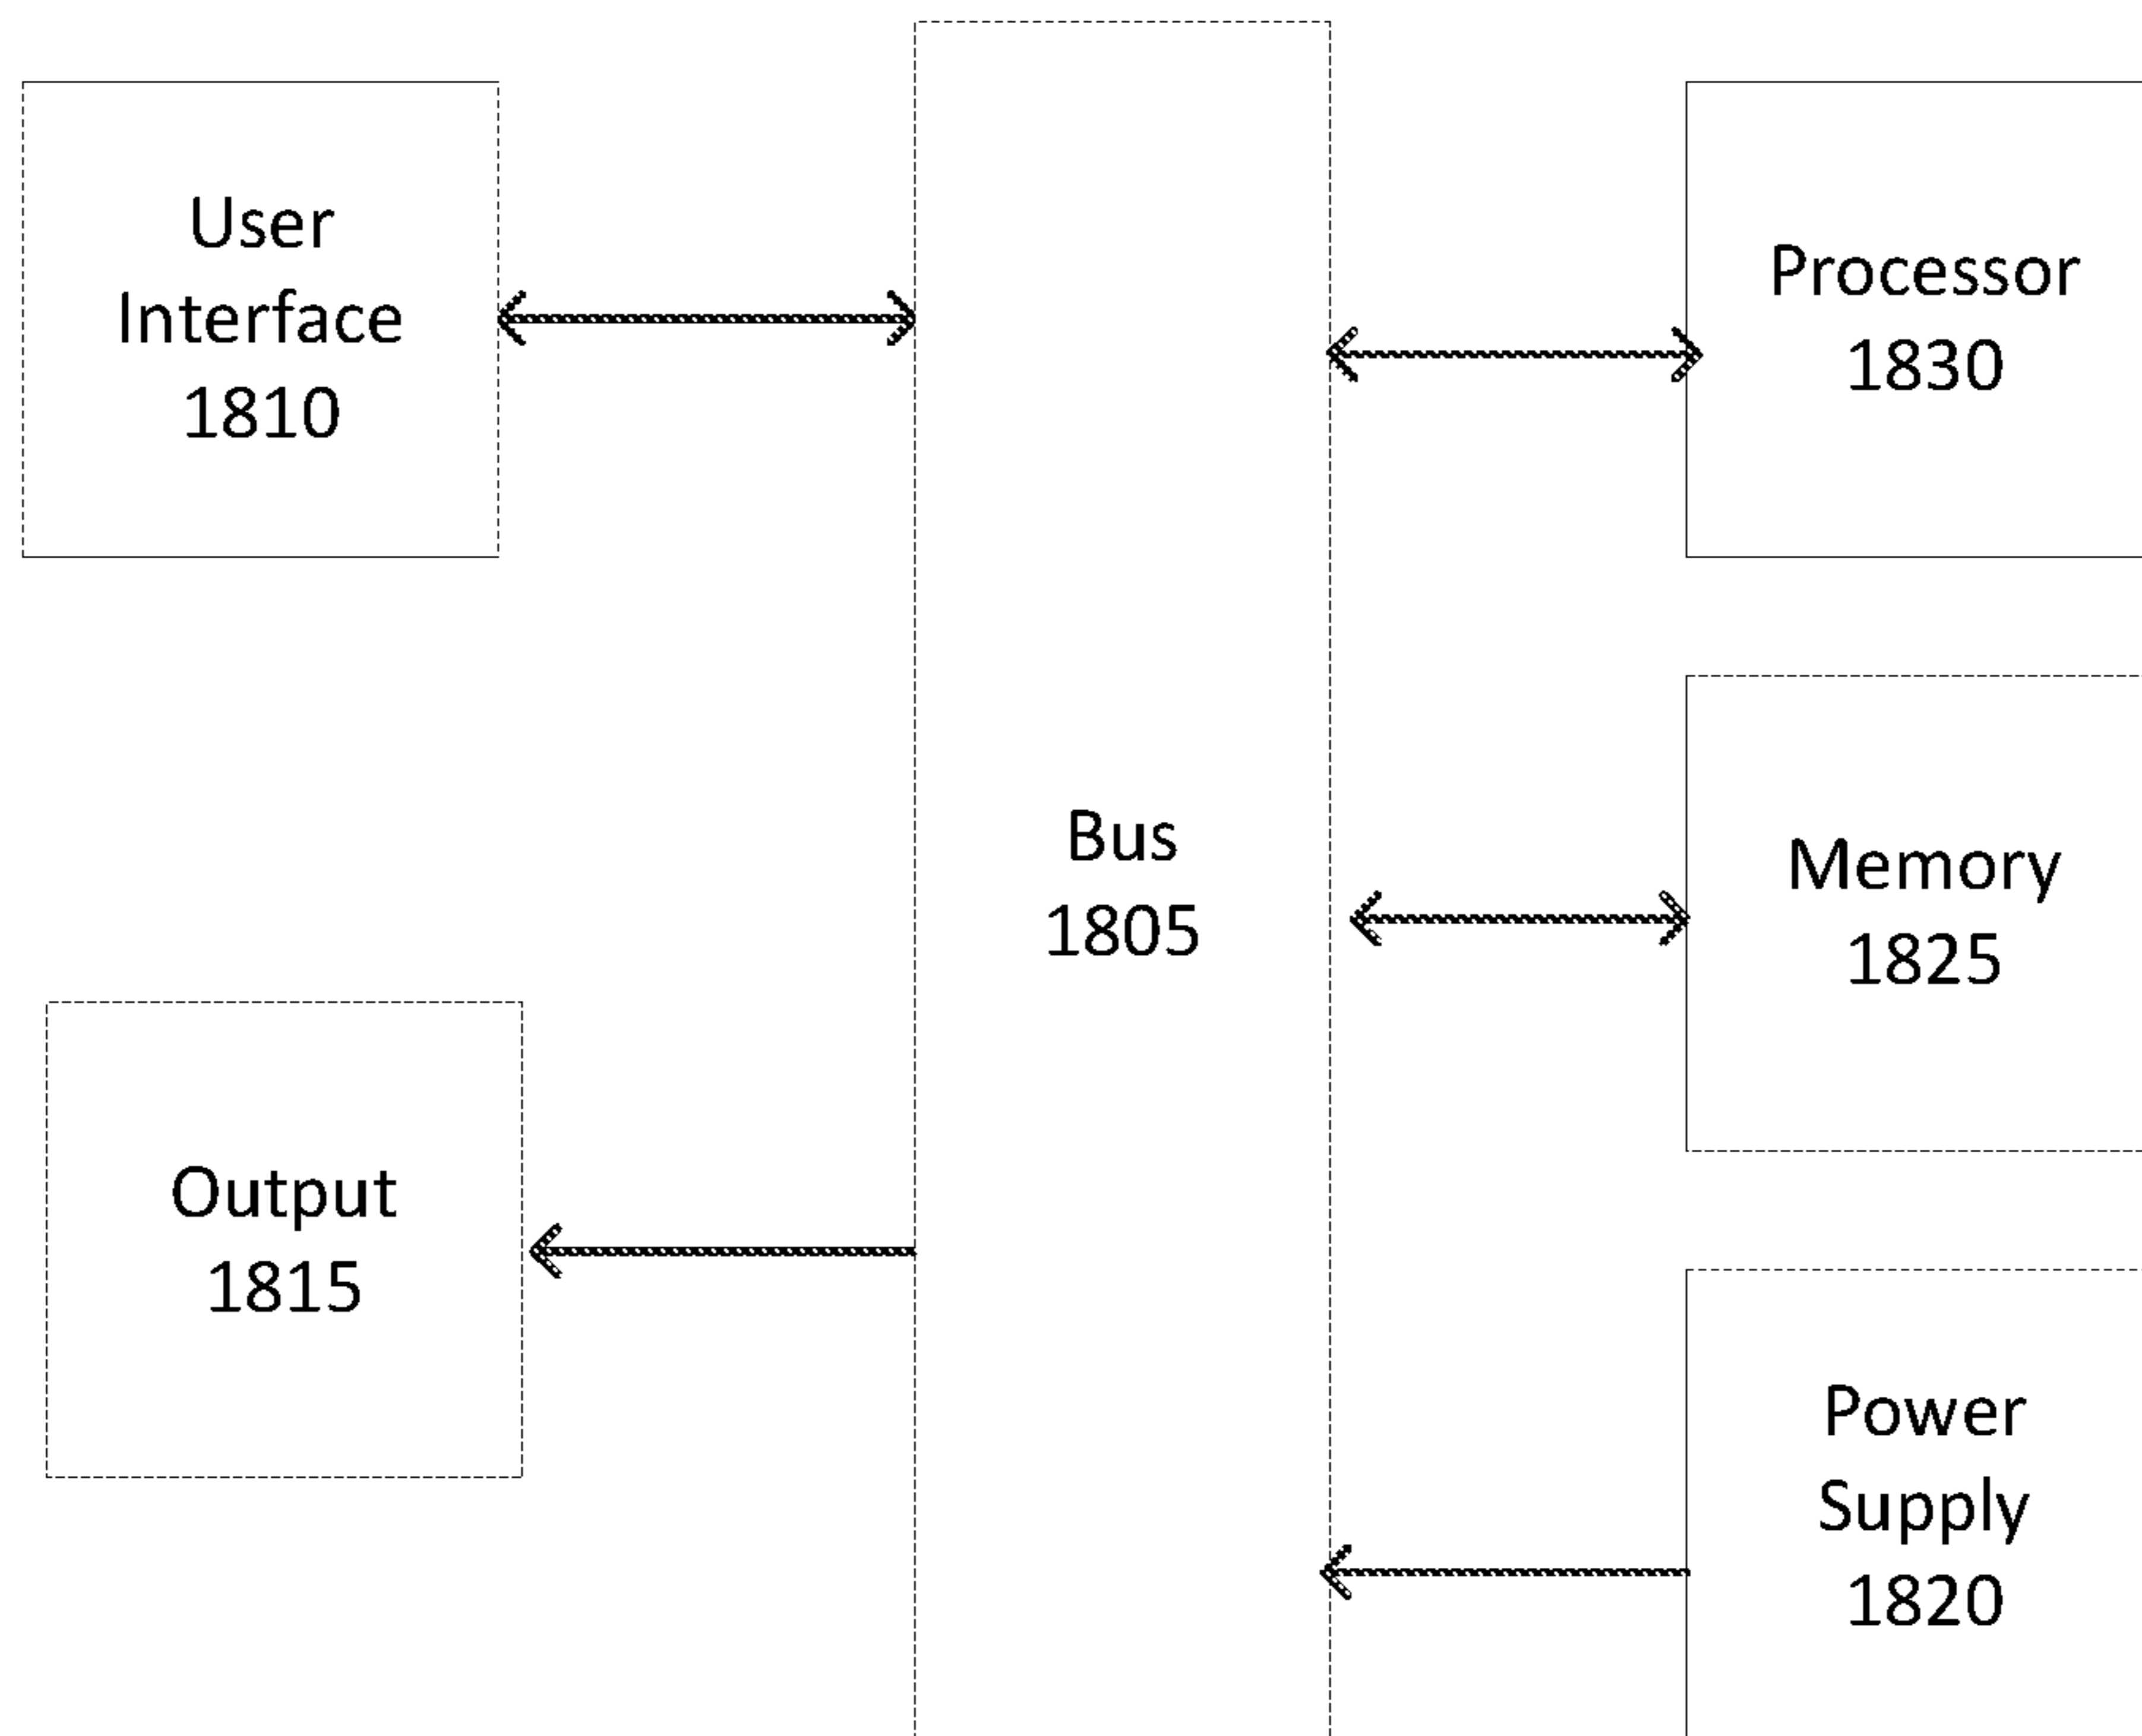 User
Interface
1810
Bus
1805
Processor
1830
Memory
1825
Output
1815
Power
Supply
1820